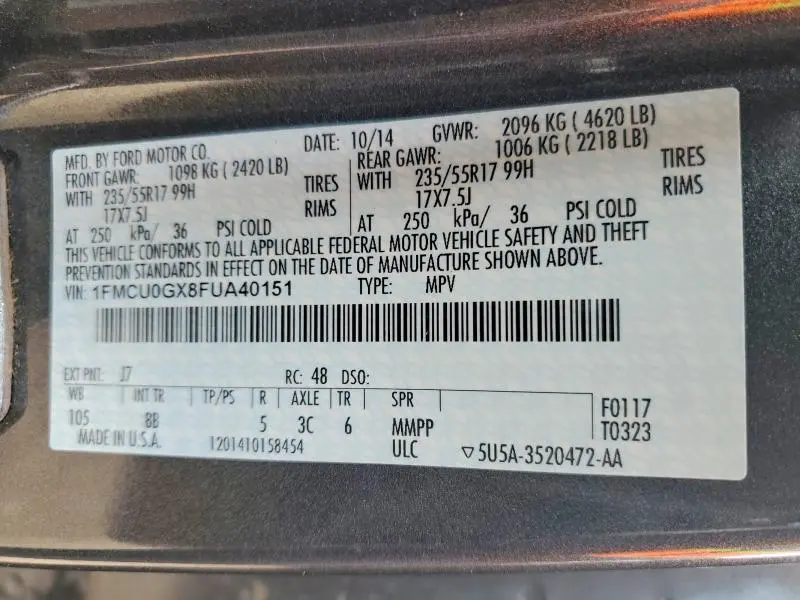 MFD. BY FORD MOTOR CO. DATE: 10/14 GVWR: 2096 KG ( 4620 LB)
FRONT GAWR: 1098 KG ( 2420 LB) REAR GAWR: 1006 KG ( 2218 LB)
WITH 235/55R17 99H TIRES WITH 235/55R17 99H TIRES
17X7.5J RIMS 17X7.5J RIMS
AT 250 kPa/ 36 PSI COLD AT 250 kPa/ 36 PSI COLD
THIS VEHICLE CONFORMS TO ALL APPLICABLE FEDERAL MOTOR VEHICLE SAFETY AND THEFT
PREVENTION STANDARDS IN EFFECT ON THE DATE OF MANUFACTURE SHOWN ABOVE.
VIN: 1FMCU0GX8FUA40151 TYPE: MPV
EXT PNT: J7 RC: 48 DSO:
WB INT TR TP/PS R AXLE TR SPR
105 8B 5 3C 6 MMPP F0117
T0323
MADE IN U.S.A. 1201410158454 ULC ▽5U5A-3520472-AA